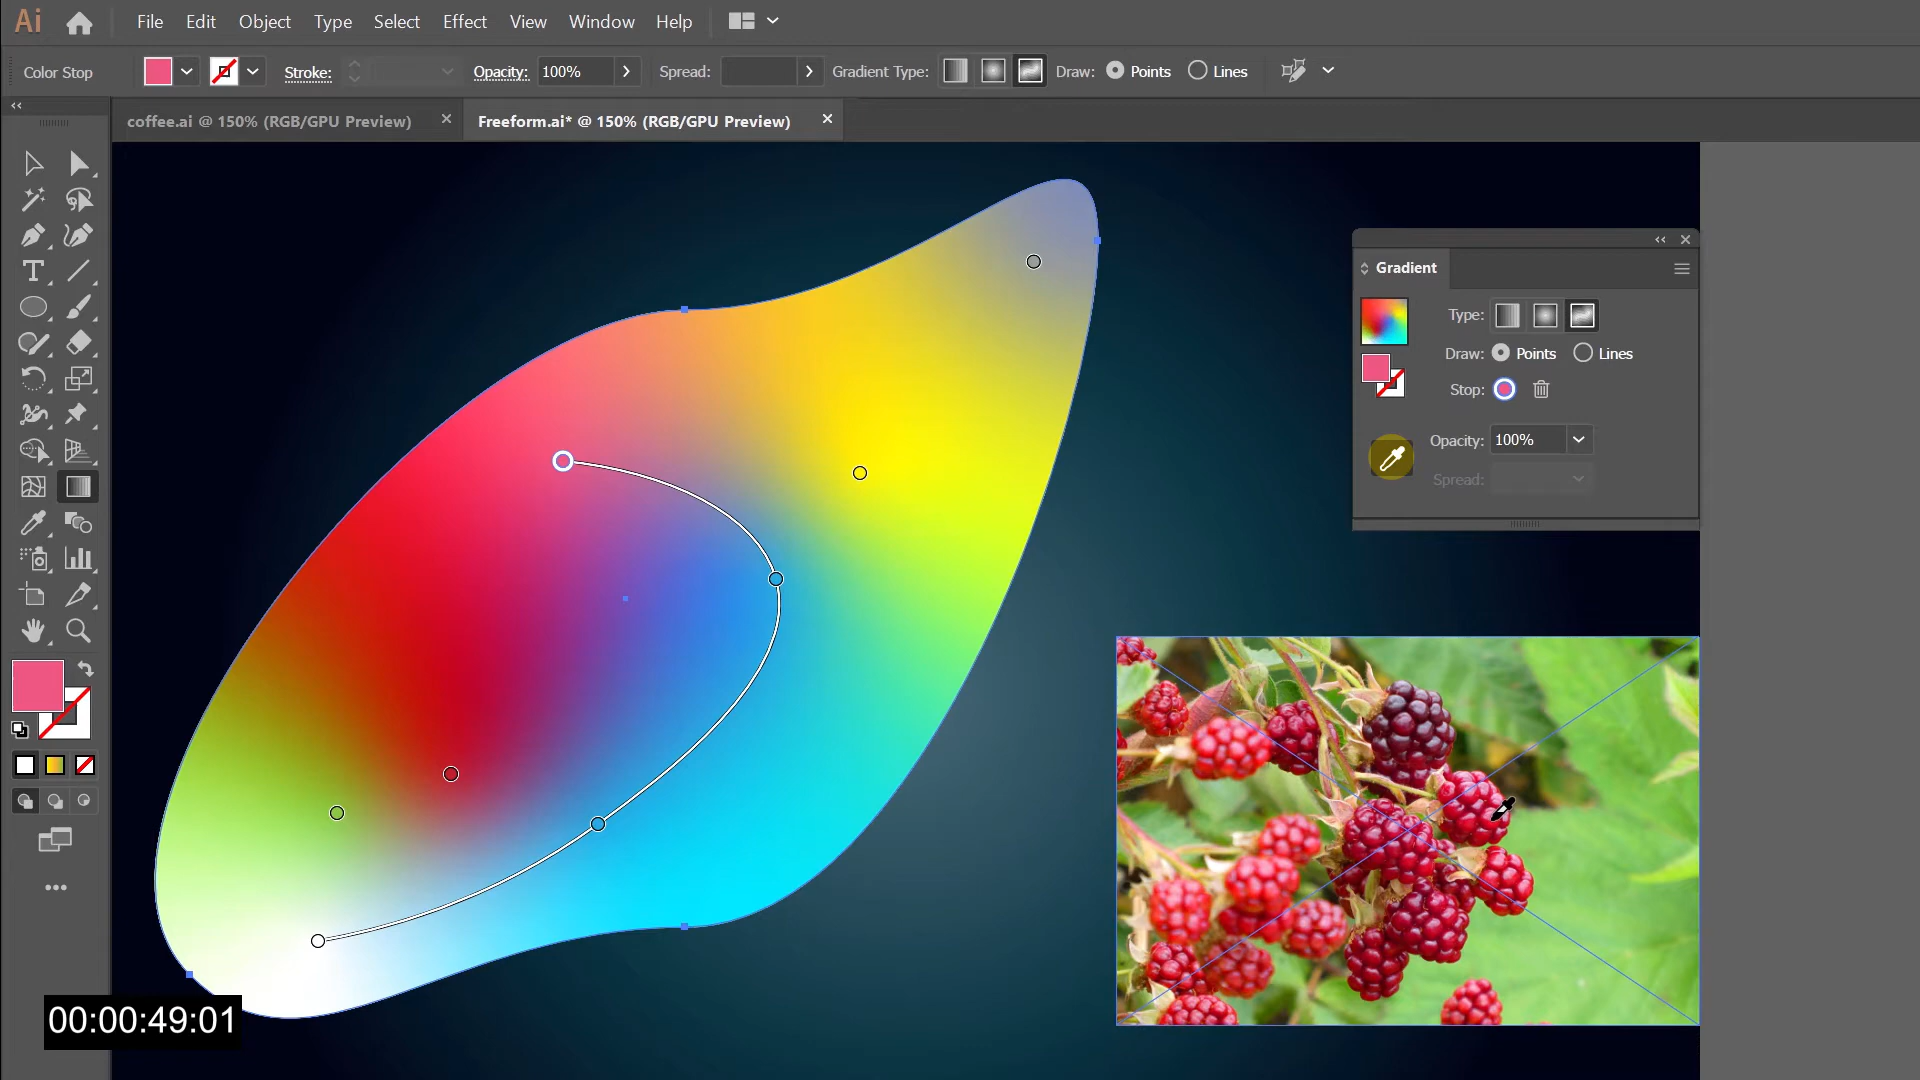 Ai File Edit Object Type Select Effect View Window Help
Color Stop Stroke: Opacity: 100% Spread: Gradient Type: Draw: Points Lines
coffee.ai @ 150% (RGB/GPU Preview) Freeform.ai* @ 150% (RGB/GPU Preview)
Gradient
Type:
Draw: Points Lines
Stop:
Opacity: 100%
Spread:
00:00:49:01